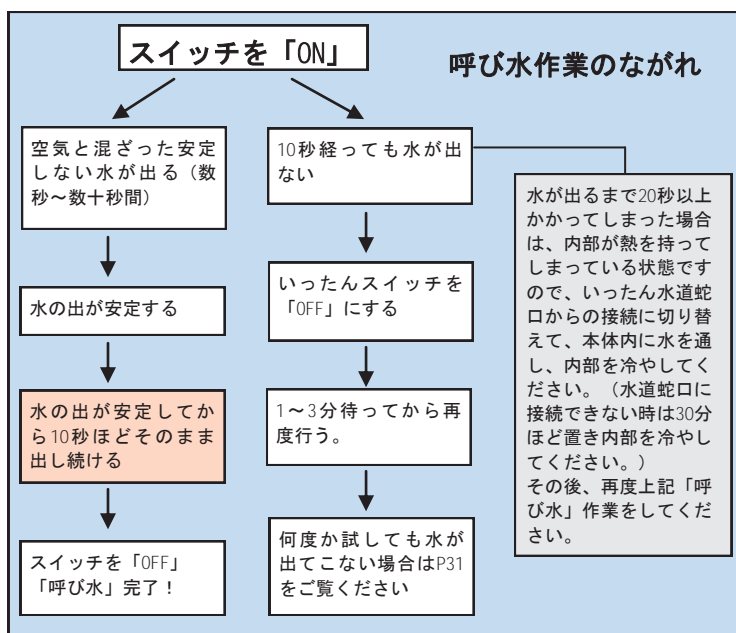 スイッチを「ON」
呼び水作業のながれ
空気と混ざった安定
しない水が出る（数
秒～数十秒間）
水の出が安定する
水の出が安定してか
ら10秒ほどそのまま
出し続ける
スイッチを「OFF」
「呼び水」完了！
10秒経っても水が出
ない
いったんスイッチを
「OFF」にする
1～3分待ってから再
度行う。
何度か試しても水が
出てこない場合はP31
をご覧ください
水が出るまで20秒以上
かかってしまった場合
は、内部が熱を持って
しまっている状態です
ので、いったん水道蛇
口からの接続に切り替
えて、本体内に水を通
し、内部を冷やしてく
ださい。（水道蛇口に
接続できない時は30分
ほど置き内部を冷やし
てください。）
その後、再度上記「呼
び水」作業をしてくだ
さい。